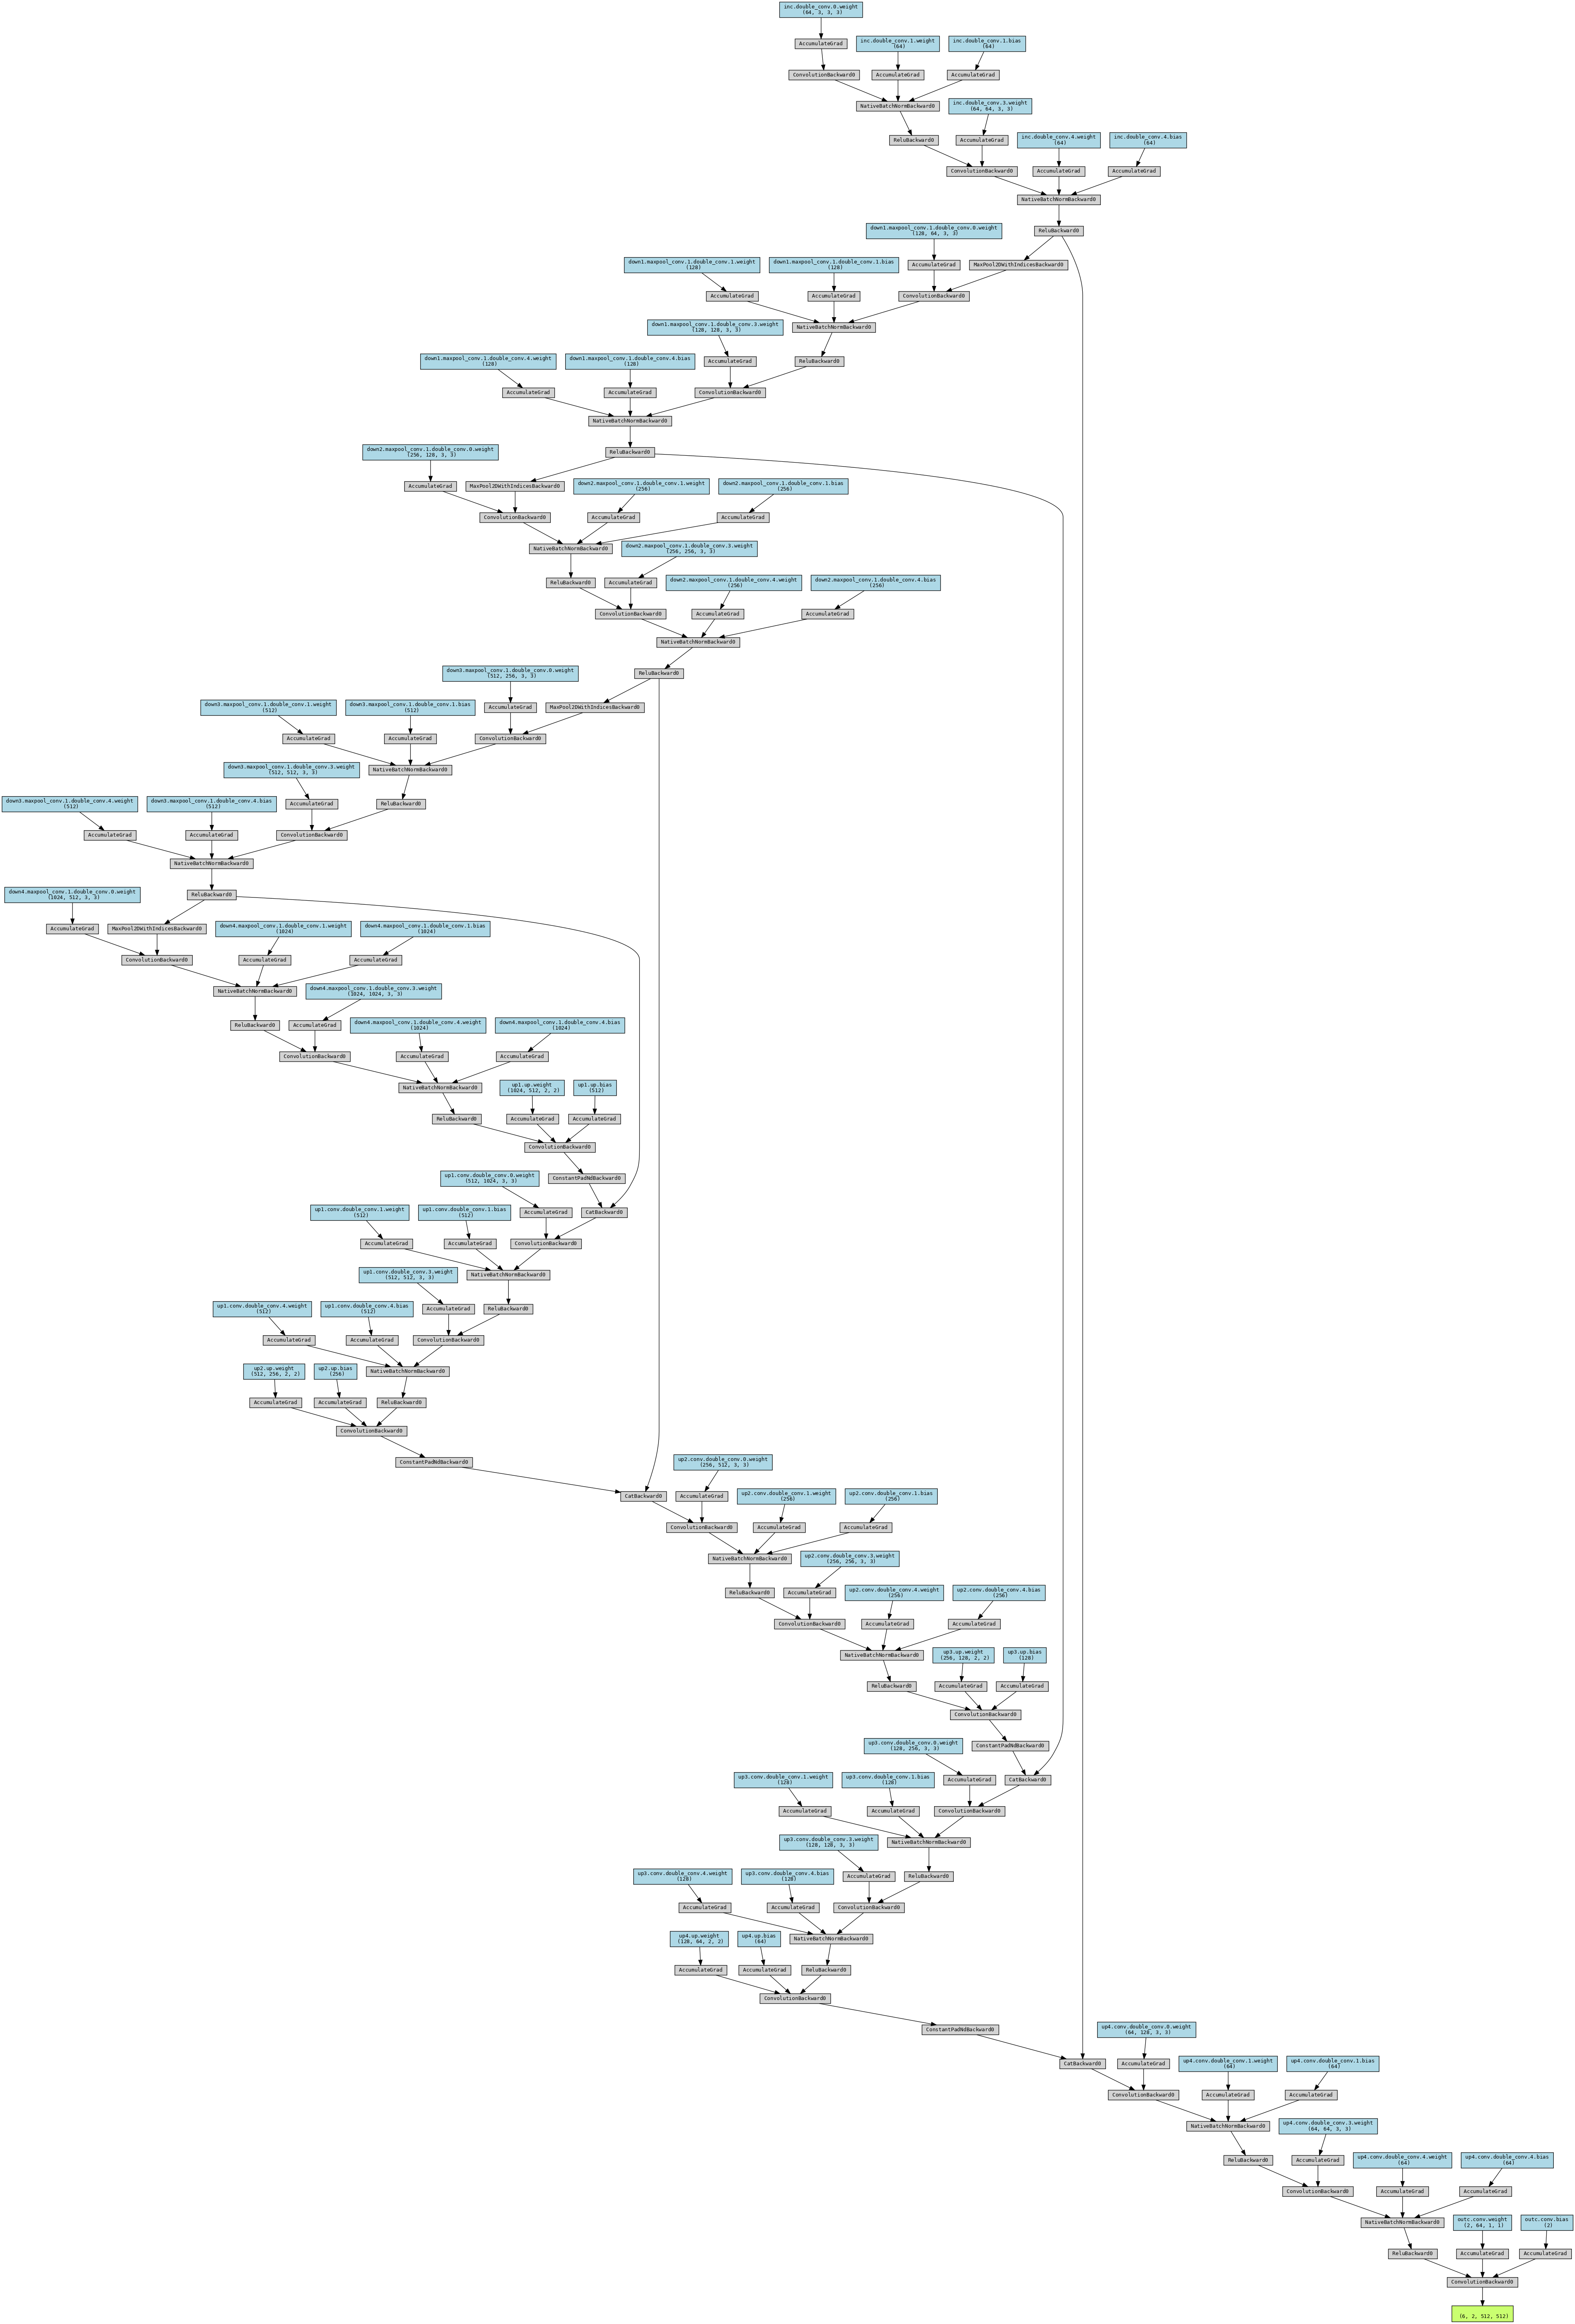 inc.double_conv.0.weight
(64, 3, 3, 3)
AccumulateGrad
inc.double_conv.1.weight
(64)
inc.double_conv.1.bias
(64)
ConvolutionBackward0
AccumulateGrad
AccumulateGrad
NativeBatchNormBackward0
inc.double_conv.3.weight
(64, 64, 3, 3)
ReluBackward0
AccumulateGrad
inc.double_conv.4.weight
(64)
inc.double_conv.4.bias
(64)
ConvolutionBackward0
AccumulateGrad
AccumulateGrad
NativeBatchNormBackward0
down1.maxpool_conv.1.double_conv.0.weight
(128, 64, 3, 3)
ReluBackward0
down1.maxpool_conv.1.double_conv.1.weight
(128)
down1.maxpool_conv.1.double_conv.1.bias
(128)
AccumulateGrad
MaxPool2DWithIndicesBackward0
AccumulateGrad
AccumulateGrad
ConvolutionBackward0
down1.maxpool_conv.1.double_conv.3.weight
(128, 128, 3, 3)
NativeBatchNormBackward0
down1.maxpool_conv.1.double_conv.4.weight
(128)
down1.maxpool_conv.1.double_conv.4.bias
(128)
AccumulateGrad
ReluBackward0
AccumulateGrad
AccumulateGrad
ConvolutionBackward0
NativeBatchNormBackward0
down2.maxpool_conv.1.double_conv.0.weight
(256, 128, 3, 3)
ReluBackward0
AccumulateGrad
MaxPool2DWithIndicesBackward0
down2.maxpool_conv.1.double_conv.1.weight
(256)
down2.maxpool_conv.1.double_conv.1.bias
(256)
ConvolutionBackward0
AccumulateGrad
AccumulateGrad
NativeBatchNormBackward0
down2.maxpool_conv.1.double_conv.3.weight
(256, 256, 3, 3)
ReluBackward0
AccumulateGrad
down2.maxpool_conv.1.double_conv.4.weight
(256)
down2.maxpool_conv.1.double_conv.4.bias
(256)
ConvolutionBackward0
AccumulateGrad
AccumulateGrad
NativeBatchNormBackward0
down3.maxpool_conv.1.double_conv.0.weight
(512, 256, 3, 3)
ReluBackward0
down3.maxpool_conv.1.double_conv.1.weight
(512)
down3.maxpool_conv.1.double_conv.1.bias
(512)
AccumulateGrad
MaxPool2DWithIndicesBackward0
AccumulateGrad
AccumulateGrad
ConvolutionBackward0
down3.maxpool_conv.1.double_conv.3.weight
(512, 512, 3, 3)
NativeBatchNormBackward0
down3.maxpool_conv.1.double_conv.4.weight
(512)
down3.maxpool_conv.1.double_conv.4.bias
(512)
AccumulateGrad
ReluBackward0
AccumulateGrad
AccumulateGrad
ConvolutionBackward0
NativeBatchNormBackward0
down4.maxpool_conv.1.double_conv.0.weight
(1024, 512, 3, 3)
ReluBackward0
AccumulateGrad
MaxPool2DWithIndicesBackward0
down4.maxpool_conv.1.double_conv.1.weight
(1024)
down4.maxpool_conv.1.double_conv.1.bias
(1024)
ConvolutionBackward0
AccumulateGrad
AccumulateGrad
NativeBatchNormBackward0
down4.maxpool_conv.1.double_conv.3.weight
(1024, 1024, 3, 3)
ReluBackward0
AccumulateGrad
down4.maxpool_conv.1.double_conv.4.weight
(1024)
down4.maxpool_conv.1.double_conv.4.bias
(1024)
ConvolutionBackward0
AccumulateGrad
AccumulateGrad
NativeBatchNormBackward0
up1.up.weight
(1024, 512, 2, 2)
up1.up.bias
(512)
ReluBackward0
AccumulateGrad
AccumulateGrad
ConvolutionBackward0
up1.conv.double_conv.0.weight
(512, 1024, 3, 3)
ConstantPadNdBackward0
up1.conv.double_conv.1.weight
(512)
up1.conv.double_conv.1.bias
(512)
AccumulateGrad
CatBackward0
AccumulateGrad
AccumulateGrad
ConvolutionBackward0
up1.conv.double_conv.3.weight
(512, 512, 3, 3)
NativeBatchNormBackward0
up1.conv.double_conv.4.weight
(512)
up1.conv.double_conv.4.bias
(512)
AccumulateGrad
ReluBackward0
AccumulateGrad
AccumulateGrad
ConvolutionBackward0
up2.up.weight
(512, 256, 2, 2)
up2.up.bias
(256)
NativeBatchNormBackward0
AccumulateGrad
AccumulateGrad
ReluBackward0
ConvolutionBackward0
ConstantPadNdBackward0
up2.conv.double_conv.0.weight
(256, 512, 3, 3)
CatBackward0
AccumulateGrad
up2.conv.double_conv.1.weight
(256)
up2.conv.double_conv.1.bias
(256)
ConvolutionBackward0
AccumulateGrad
AccumulateGrad
NativeBatchNormBackward0
up2.conv.double_conv.3.weight
(256, 256, 3, 3)
ReluBackward0
AccumulateGrad
up2.conv.double_conv.4.weight
(256)
up2.conv.double_conv.4.bias
(256)
ConvolutionBackward0
AccumulateGrad
AccumulateGrad
NativeBatchNormBackward0
up3.up.weight
(256, 128, 2, 2)
up3.up.bias
(128)
ReluBackward0
AccumulateGrad
AccumulateGrad
ConvolutionBackward0
up3.conv.double_conv.0.weight
(128, 256, 3, 3)
ConstantPadNdBackward0
up3.conv.double_conv.1.weight
(128)
up3.conv.double_conv.1.bias
(128)
AccumulateGrad
CatBackward0
AccumulateGrad
AccumulateGrad
ConvolutionBackward0
up3.conv.double_conv.3.weight
(128, 128, 3, 3)
NativeBatchNormBackward0
up3.conv.double_conv.4.weight
(128)
up3.conv.double_conv.4.bias
(128)
AccumulateGrad
ReluBackward0
AccumulateGrad
AccumulateGrad
ConvolutionBackward0
up4.up.weight
(128, 64, 2, 2)
up4.up.bias
(64)
NativeBatchNormBackward0
AccumulateGrad
AccumulateGrad
ReluBackward0
ConvolutionBackward0
ConstantPadNdBackward0
up4.conv.double_conv.0.weight
(64, 128, 3, 3)
CatBackward0
AccumulateGrad
up4.conv.double_conv.1.weight
(64)
up4.conv.double_conv.1.bias
(64)
ConvolutionBackward0
AccumulateGrad
AccumulateGrad
NativeBatchNormBackward0
up4.conv.double_conv.3.weight
(64, 64, 3, 3)
ReluBackward0
AccumulateGrad
up4.conv.double_conv.4.weight
(64)
up4.conv.double_conv.4.bias
(64)
ConvolutionBackward0
AccumulateGrad
AccumulateGrad
NativeBatchNormBackward0
outc.conv.weight
(2, 64, 1, 1)
outc.conv.bias
(2)
ReluBackward0
AccumulateGrad
AccumulateGrad
ConvolutionBackward0
(6, 2, 512, 512)